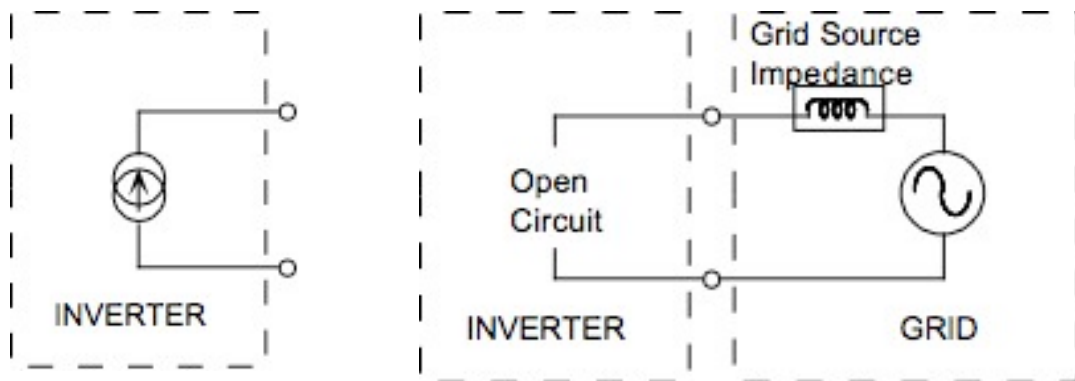 INVERTER
Grid Source
Impedance
Open
Circuit
INVERTER
GRID